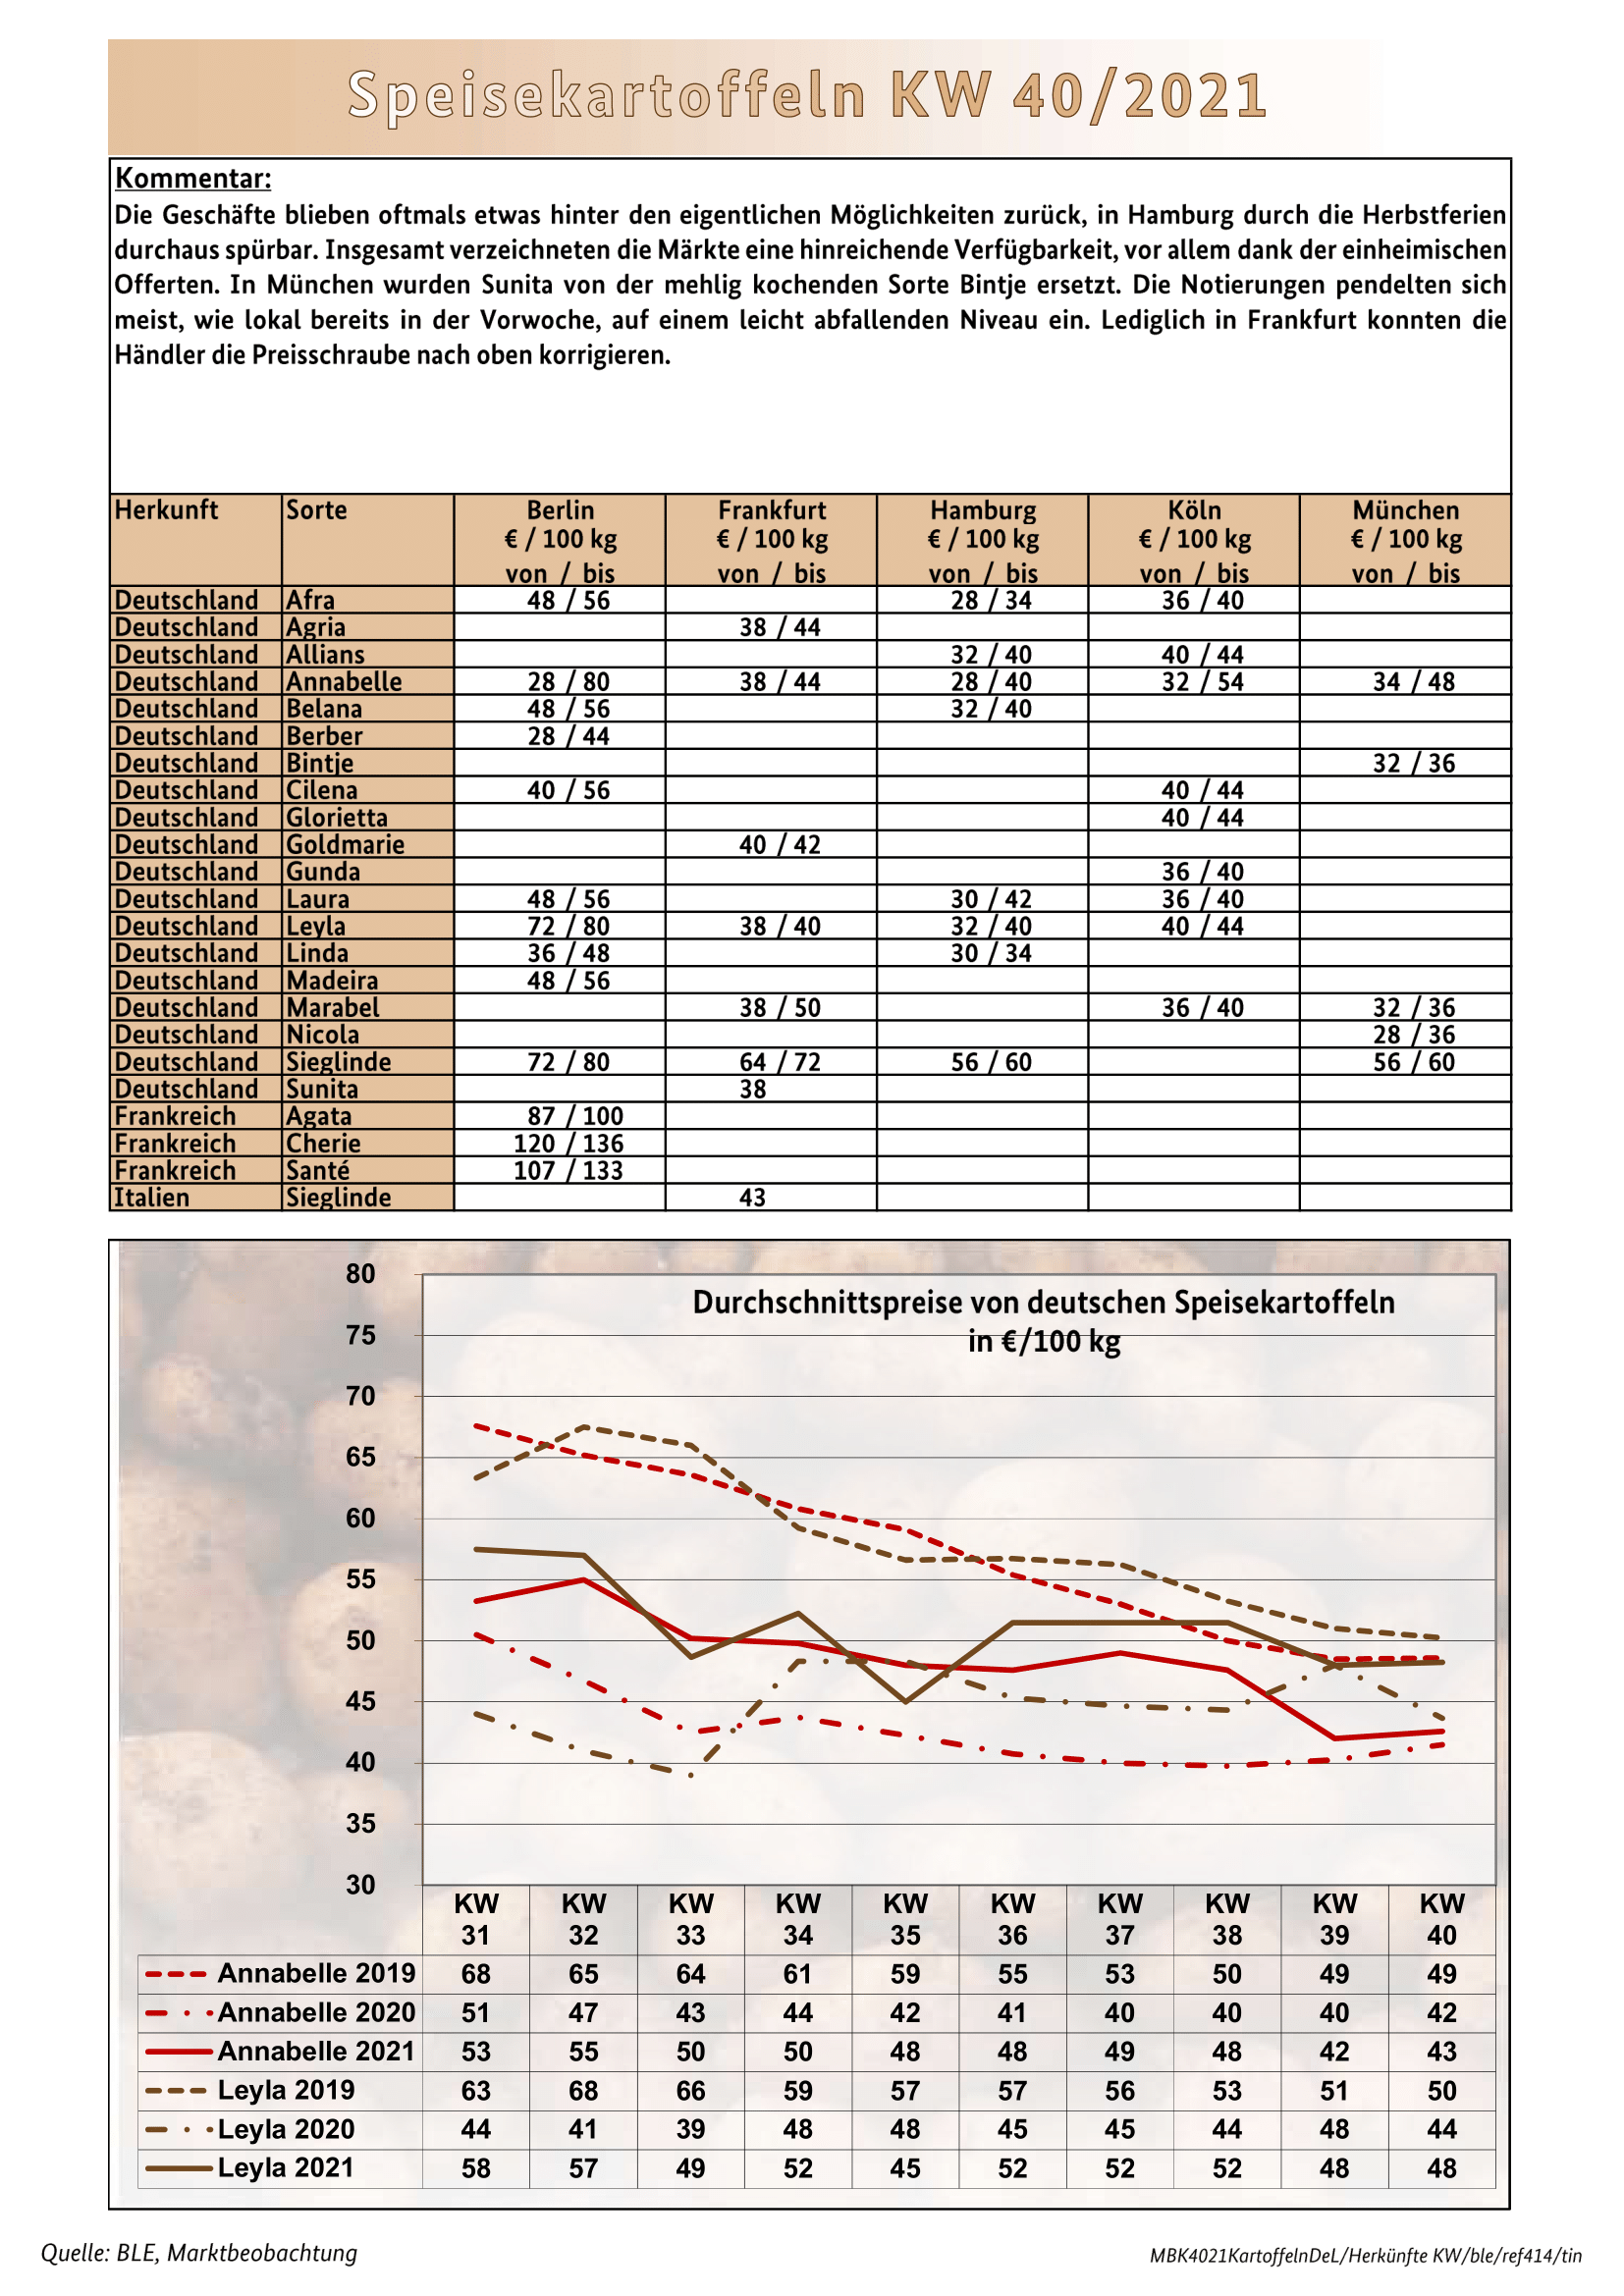 Speisekartoffeln KW 40/2021
Kommentar:
Die Geschäfte blieben oftmals etwas hinter den eigentlichen Möglichkeiten zurück, in Hamburg durch die Herbstferien
durchaus spürbar. Insgesamt verzeichneten die Märkte eine hinreichende Verfügbarkeit, vor allem dank der einheimischen
Offerten. In München wurden Sunita von der mehlig kochenden Sorte Bintje ersetzt. Die Notierungen pendelten sich
meist, wie lokal bereits in der Vorwoche, auf einem leicht abfallenden Niveau ein. Lediglich in Frankfurt konnten die
Händler die Preisschraube nach oben korrigieren.
Herkunft Sorte Berlin Frankfurt Hamburg Köln München
€ / 100 kg € / 100 kg € / 100 kg € / 100 kg € / 100 kg
von / bis von / bis von / bis von / bis von / bis
Deutschland Afra 48 / 56 28 / 34 36 / 40
Deutschland Agria 38 / 44
Deutschland Allians 32 / 40 40 / 44
Deutschland Annabelle 28 / 80 38 / 44 28 / 40 32 / 54 34 / 48
Deutschland Belana 48 / 56 32 / 40
Deutschland Berber 28 / 44
Deutschland Bintje 32 / 36
Deutschland Cilena 40 / 56 40 / 44
Deutschland Glorietta 40 / 44
Deutschland Goldmarie 40 / 42
Deutschland Gunda 36 / 40
Deutschland Laura 48 / 56 30 / 42 36 / 40
Deutschland Leyla 72 / 80 38 / 40 32 / 40 40 / 44
Deutschland Linda 36 / 48 30 / 34
Deutschland Madeira 48 / 56
Deutschland Marabel 38 / 50 36 / 40 32 / 36
Deutschland Nicola 28 / 36
Deutschland Sieglinde 72 / 80 64 / 72 56 / 60 56 / 60
Deutschland Sunita 38
Frankreich Agata 87 / 100
Frankreich Cherie 120 / 136
Frankreich Santé 107 / 133
Italien Sieglinde 43
Durchschnittspreise von deutschen Speisekartoffeln
in €/100 kg
80
75
70
65
60
55
50
45
40
35
30
KW KW KW KW KW KW KW KW KW KW
31 32 33 34 35 36 37 38 39 40
Annabelle 2019 68 65 64 61 59 55 53 50 49 49
Annabelle 2020 51 47 43 44 42 41 40 40 40 42
Annabelle 2021 53 55 50 50 48 48 49 48 42 43
Leyla 2019 63 68 66 59 57 57 56 53 51 50
Leyla 2020 44 41 39 48 48 45 45 44 48 44
Leyla 2021 58 57 49 52 45 52 52 52 48 48
Quelle: BLE, Marktbeobachtung
MBK4021KartoffelnDeL/Herkünfte KW/ble/ref414/tin